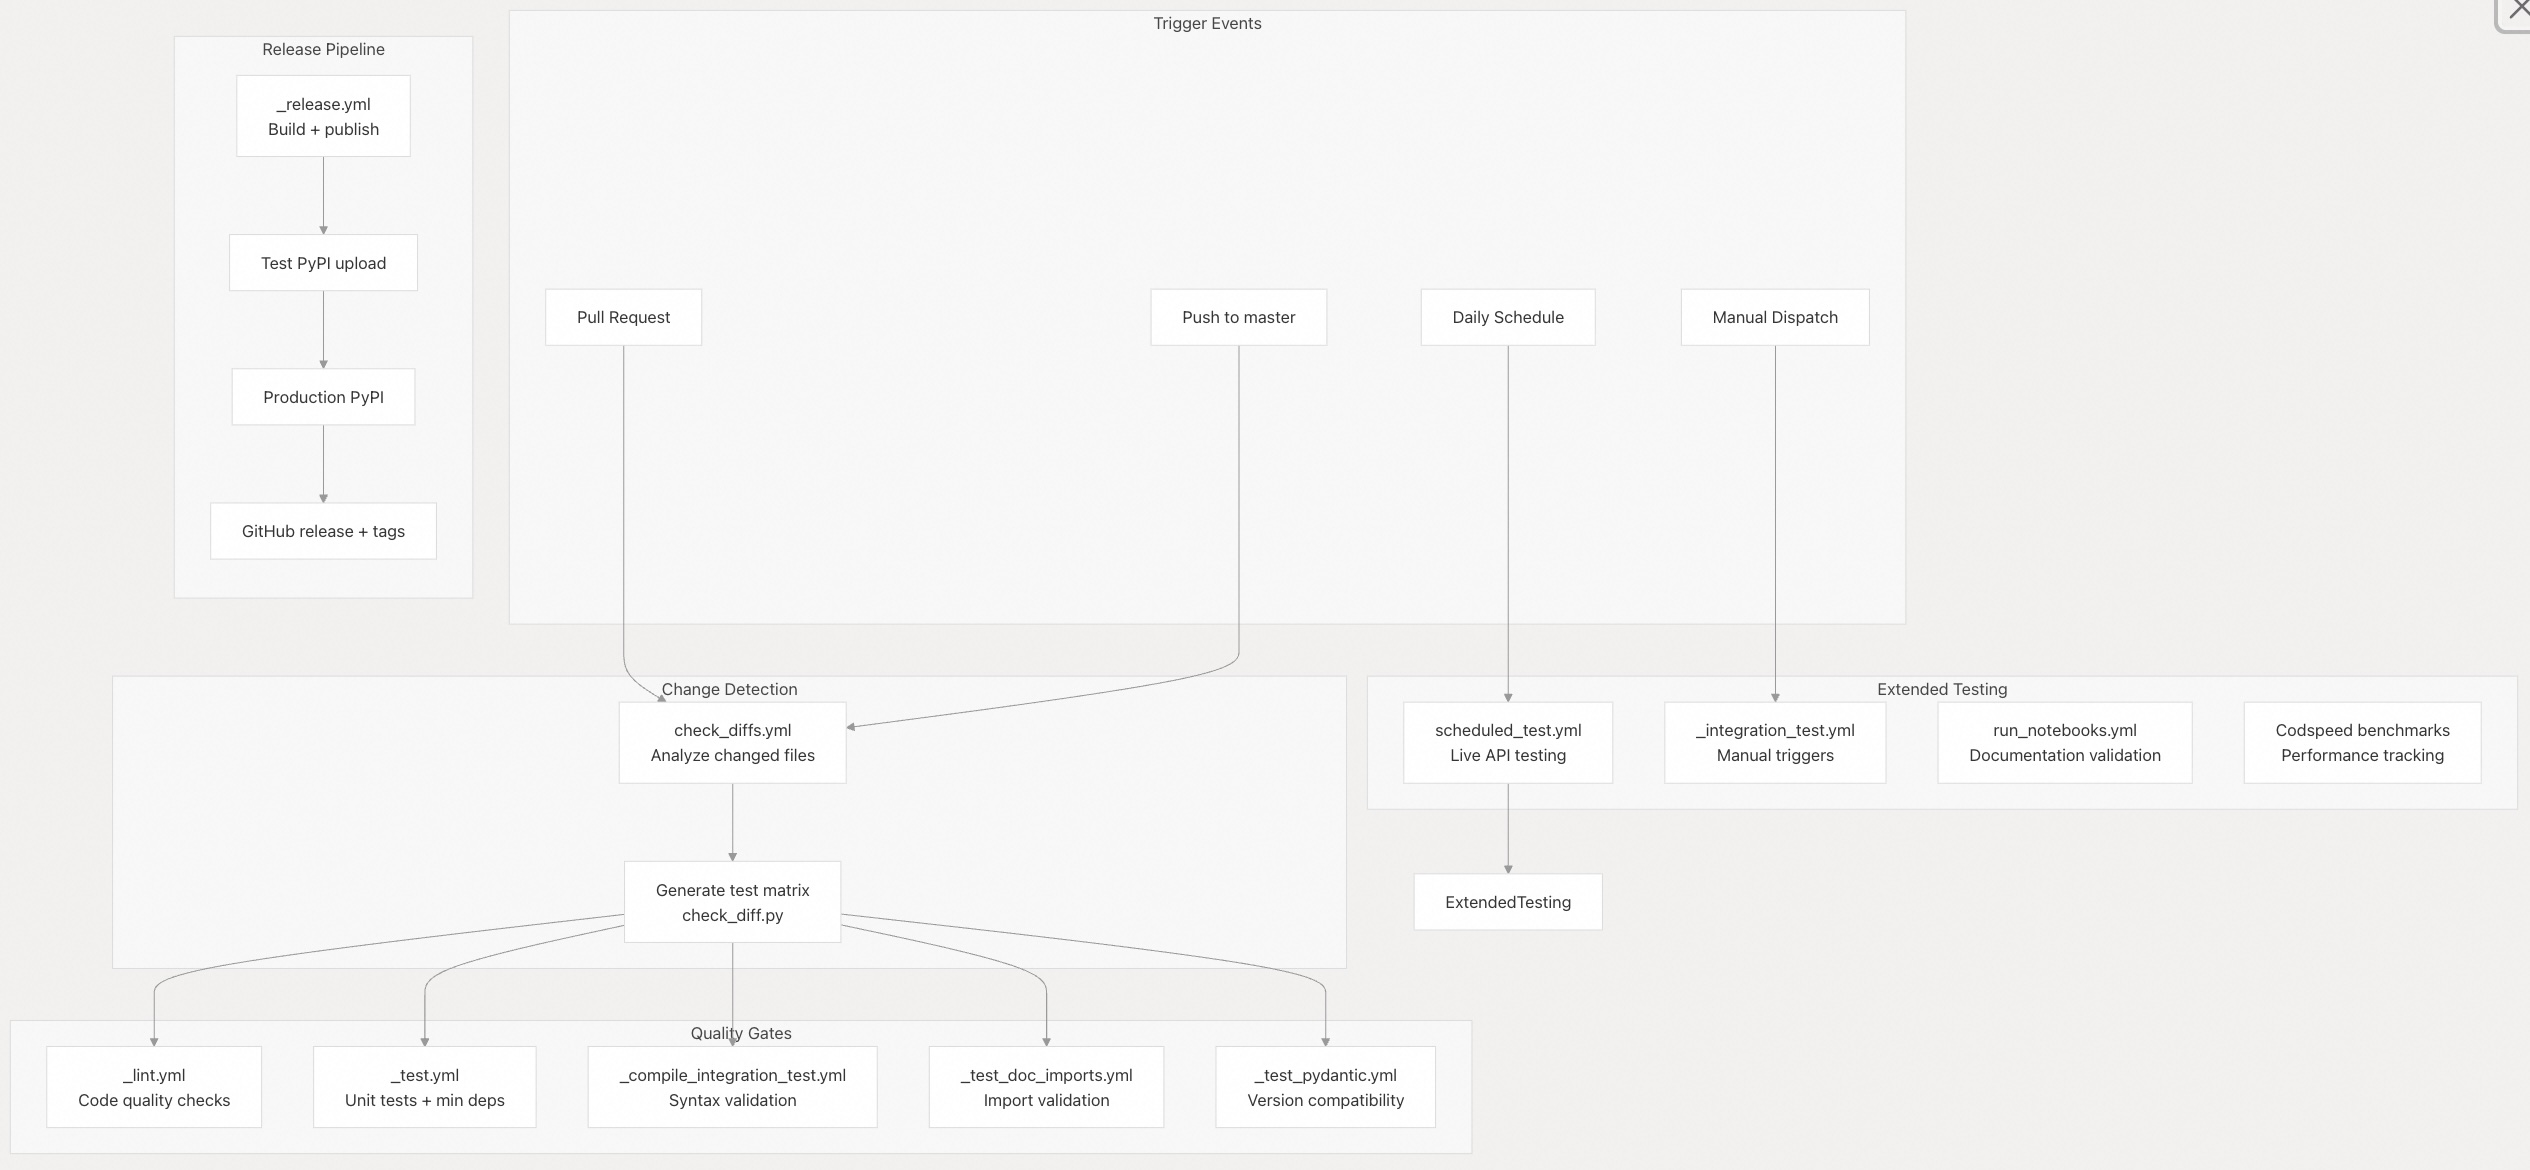 Release Pipeline
_release.yml
Build + publish
Test PyPI upload
Production PyPI
GitHub release + tags
Trigger Events
Pull Request
Push to master
Daily Schedule
Manual Dispatch
Change Detection
check_diffs.yml
Analyze changed files
Generate test matrix
check_diff.py
Extended Testing
scheduled_test.yml
Live API testing
_integration_test.yml
Manual triggers
run_notebooks.yml
Documentation validation
Codspeed benchmarks
Performance tracking
ExtendedTesting
Quality Gates
_lint.yml
Code quality checks
_test.yml
Unit tests + min deps
_compile_integration_test.yml
Syntax validation
_test_doc_imports.yml
Import validation
_test_pydantic.yml
Version compatibility